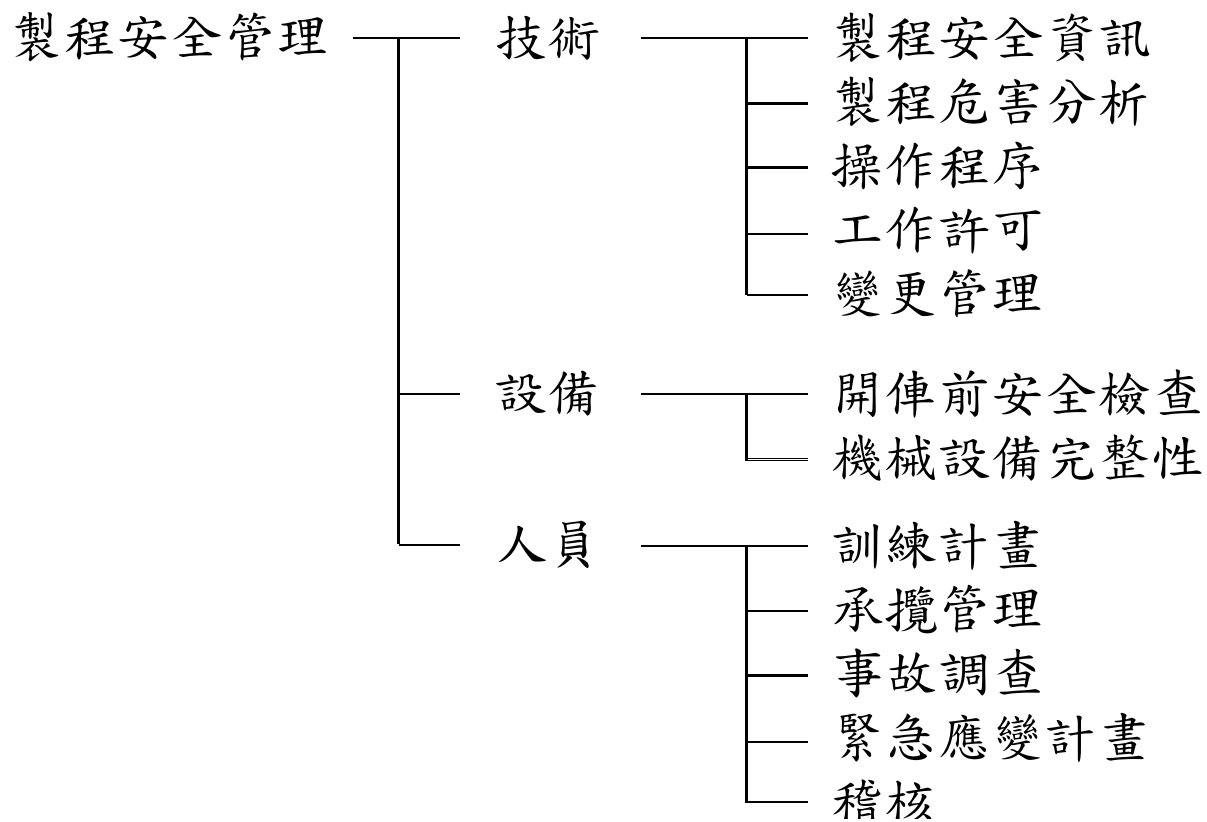 製程安全管理 技術 製程安全資訊
製程危害分析
操作程序
工作許可
變更管理
設備 開俥前安全檢查
機械設備完整性
人員 訓練計畫
承攬管理
事故調查
緊急應變計畫
稽核